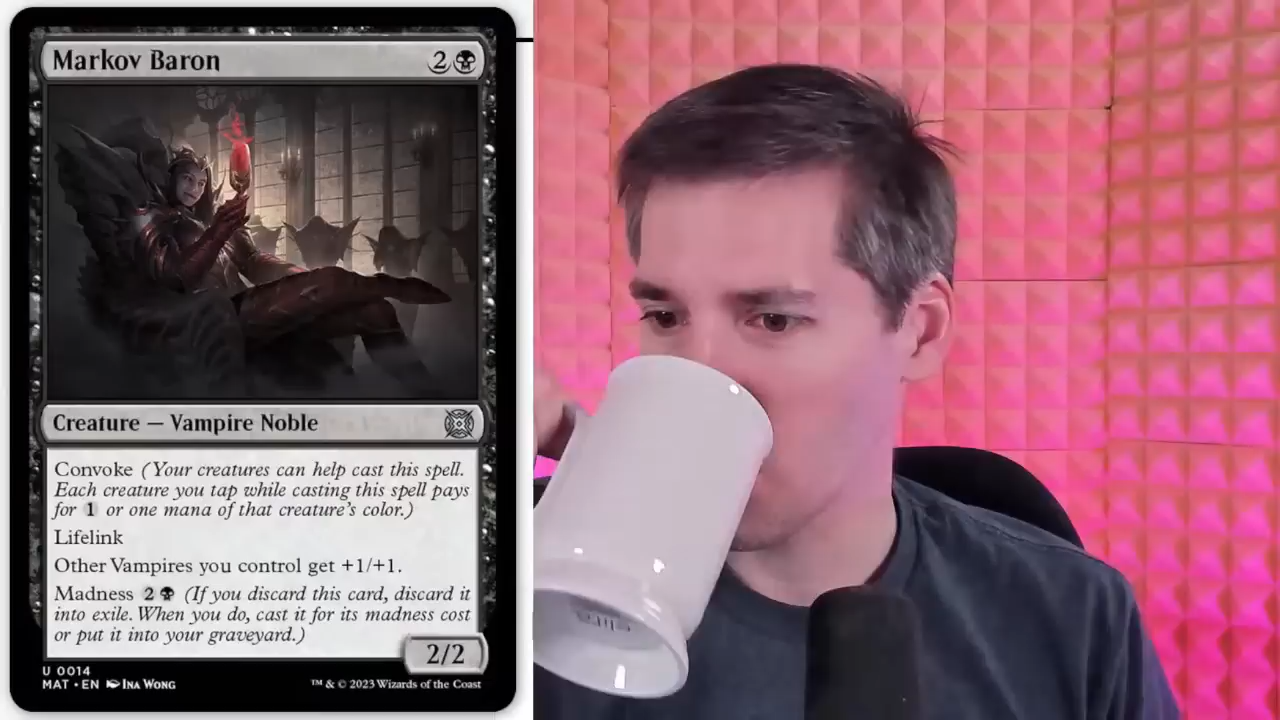 Markov Baron 2
Creature — Vampire Noble
Convoke (Your creatures can help cast this spell.
Each creature you tap while casting this spell pays
for 1 or one mana of that creature's color.)
Lifelink
Other Vampires you control get +1/+1.
Madness 2 (If you discard this card, discard it
into exile. When you do, cast it for its madness cost
or put it into your graveyard.)
2/2
U 0014
MAT • EN Ina Wong ™ & © 2023 Wizards of the Coast